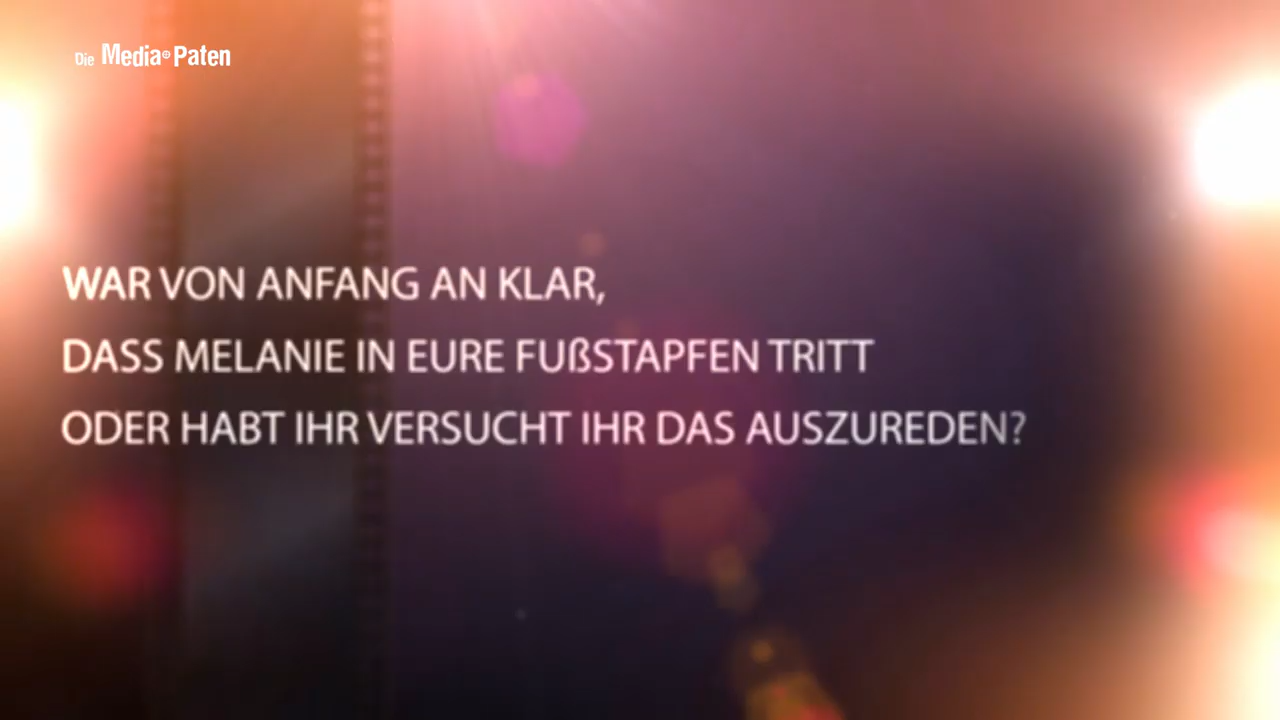 Die Media Paten
WAR VON ANFANG AN KLAR,
DASS MELANIE IN EURE FUßSTAPFEN TRITT
ODER HABT IHR VERSUCHT IHR DAS AUSZUREDEN?